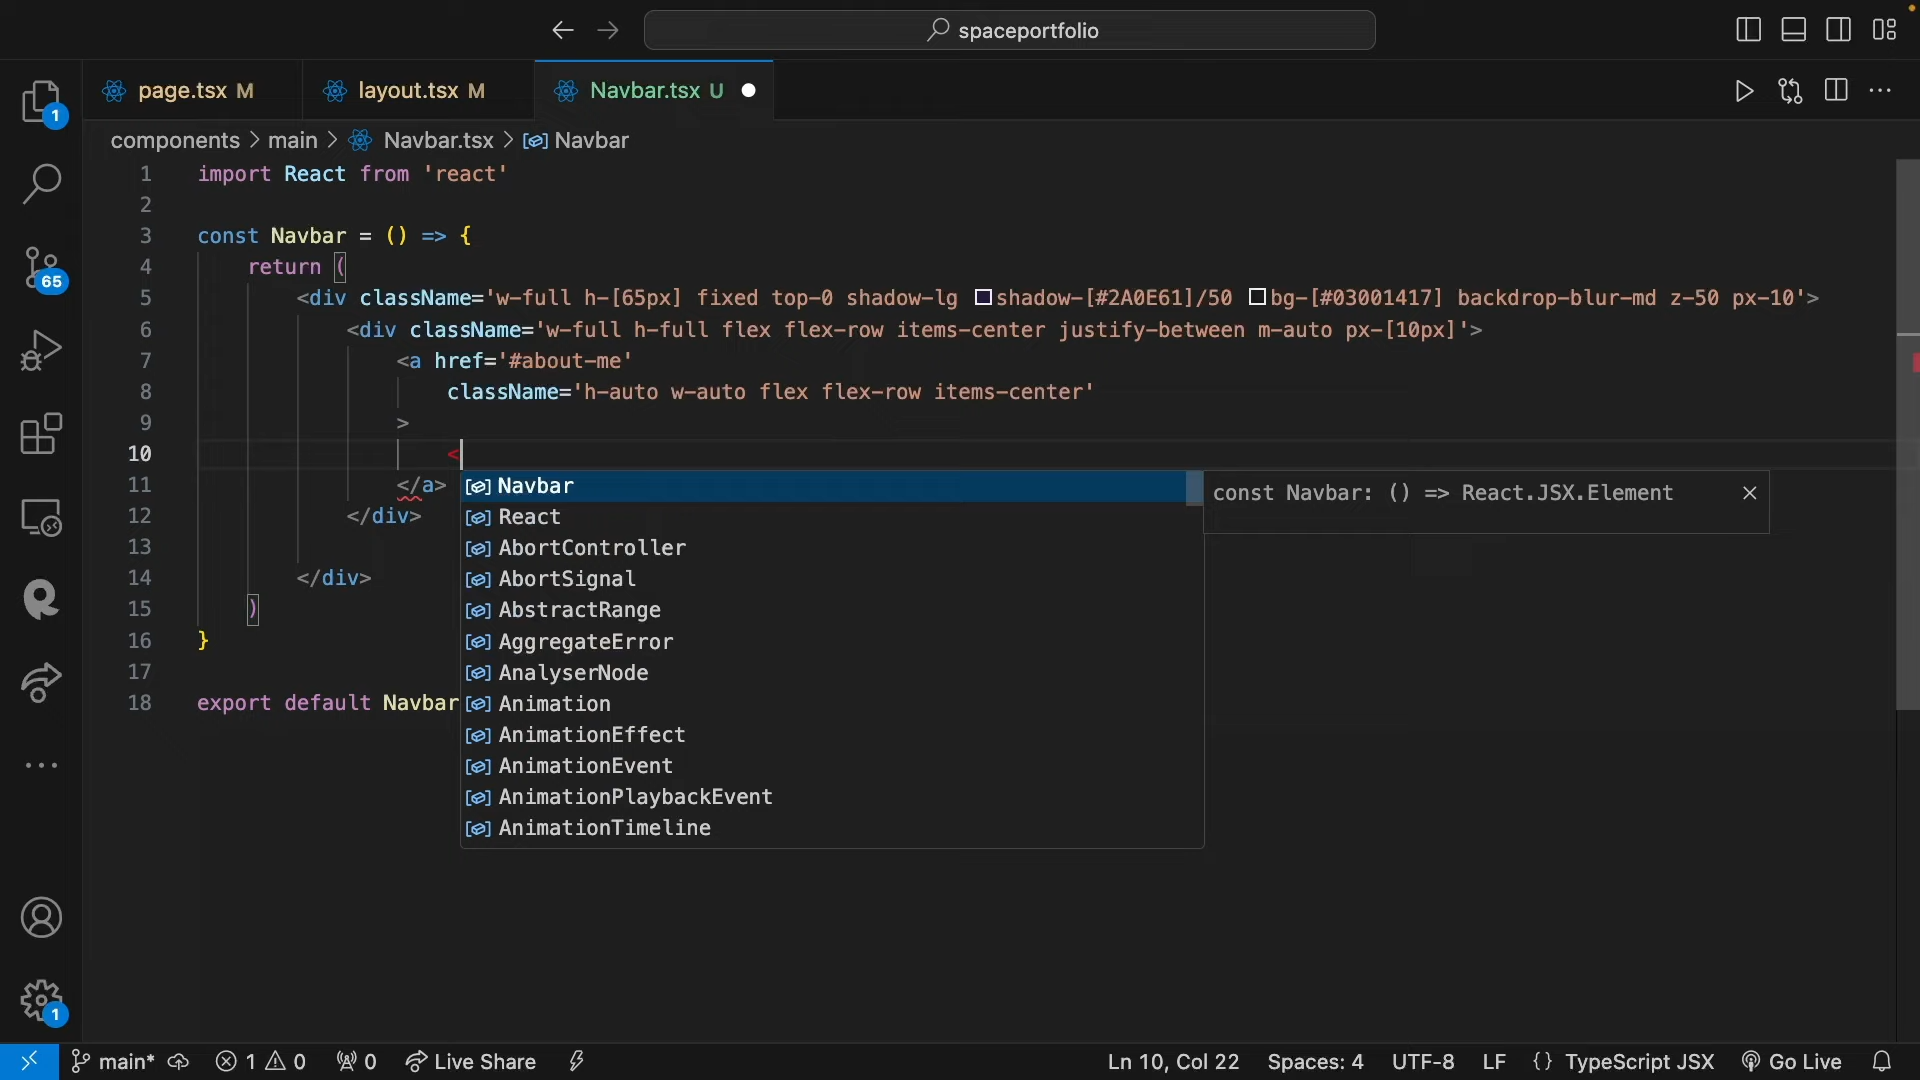 spaceportfolio
page.tsx M
layout.tsx M
Navbar.tsx U
components > main > Navbar.tsx > Navbar
1 import React from 'react'
2
3 const Navbar = () => {
4 return (
5 <div className='w-full h-[65px] fixed top-0 shadow-lg shadow-[#2A0E61]/50 bg-[#03001417] backdrop-blur-md z-50 px-10'>
6 <div className='w-full h-full flex flex-row items-center justify-between m-auto px-[10px]'>
7 <a href='#about-me'
8 className='h-auto w-auto flex flex-row items-center'
9 >
10 <
11 </a>
12 </div>
13
14 </div>
15 )
16 }
17
18 export default Navbar
Navbar
React
AbortController
AbortSignal
AbstractRange
AggregateError
AnalyserNode
Animation
AnimationEffect
AnimationEvent
AnimationPlaybackEvent
AnimationTimeline
const Navbar: () => React.JSX.Element
1
65
1
main* 1 0 0 Live Share Ln 10, Col 22 Spaces: 4 UTF-8 LF {} TypeScript JSX Go Live